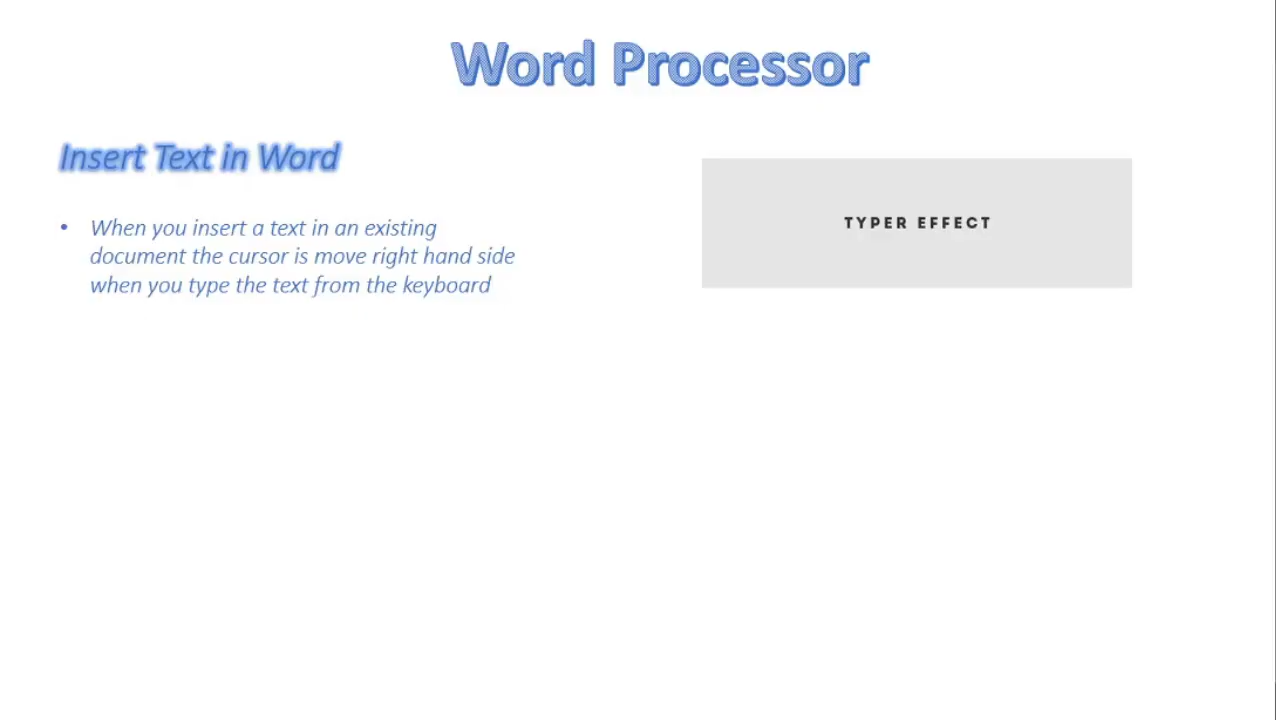 Word Processor
Insert Text in Word
• When you insert a text in an existing
document the cursor is move right hand side
when you type the text from the keyboard
TYPER EFFECT